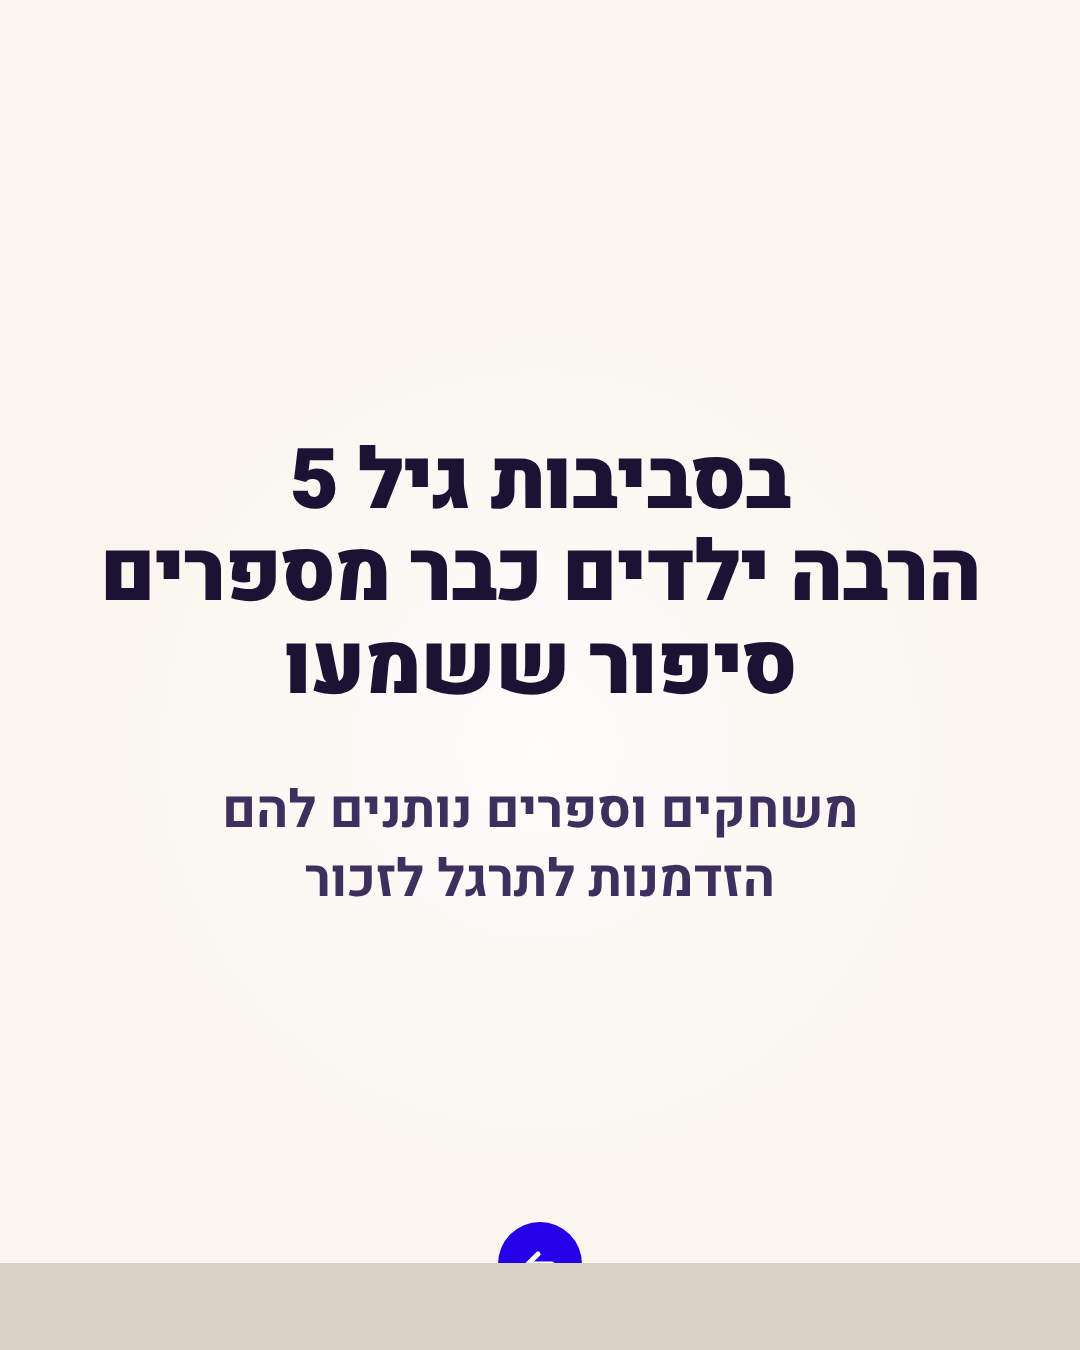 בסביבות גיל 5
הרבה ילדים כבר מספרים
סיפור ששמעו
משחקים וספרים נותנים להם
הזדמנות לתרגל לזכור